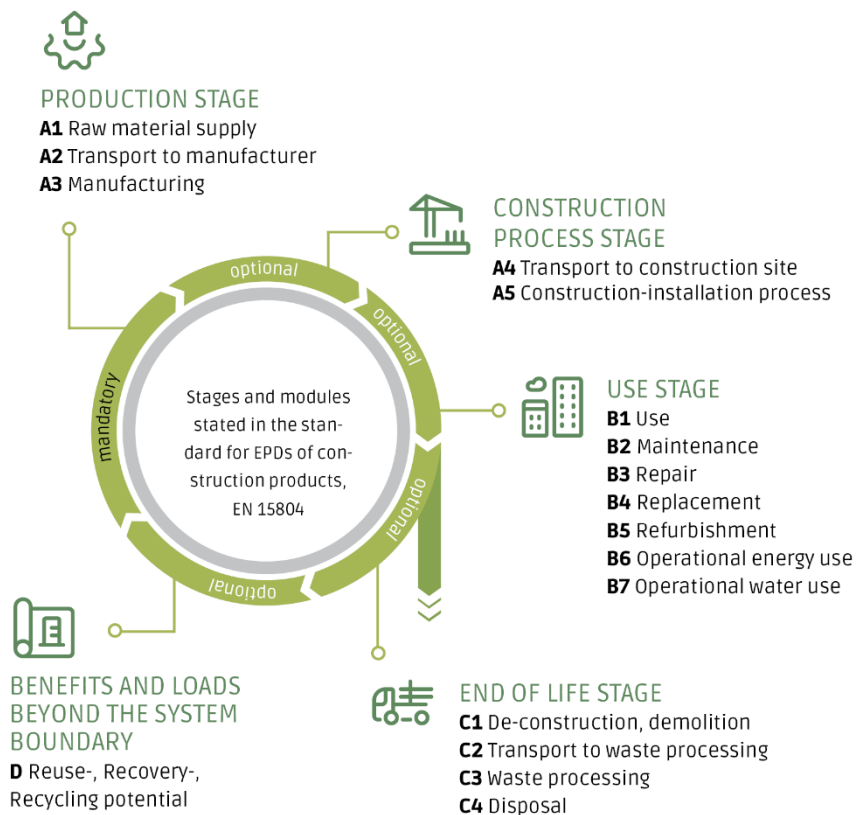 PRODUCTION STAGE
A1 Raw material supply
A2 Transport to manufacturer
A3 Manufacturing
CONSTRUCTION
PROCESS STAGE
A4 Transport to construction site
A5 Construction-installation process
optional
optional
mandatory
Stages and modules
stated in the stan-
dard for EPDs of con-
struction products,
EN 15804
optional
optional
USE STAGE
B1 Use
B2 Maintenance
B3 Repair
B4 Replacement
B5 Refurbishment
B6 Operational energy use
B7 Operational water use
BENEFITS AND LOADS
BEYOND THE SYSTEM
BOUNDARY
D Reuse-, Recovery-,
Recycling potential
END OF LIFE STAGE
C1 De-construction, demolition
C2 Transport to waste processing
C3 Waste processing
C4 Disposal